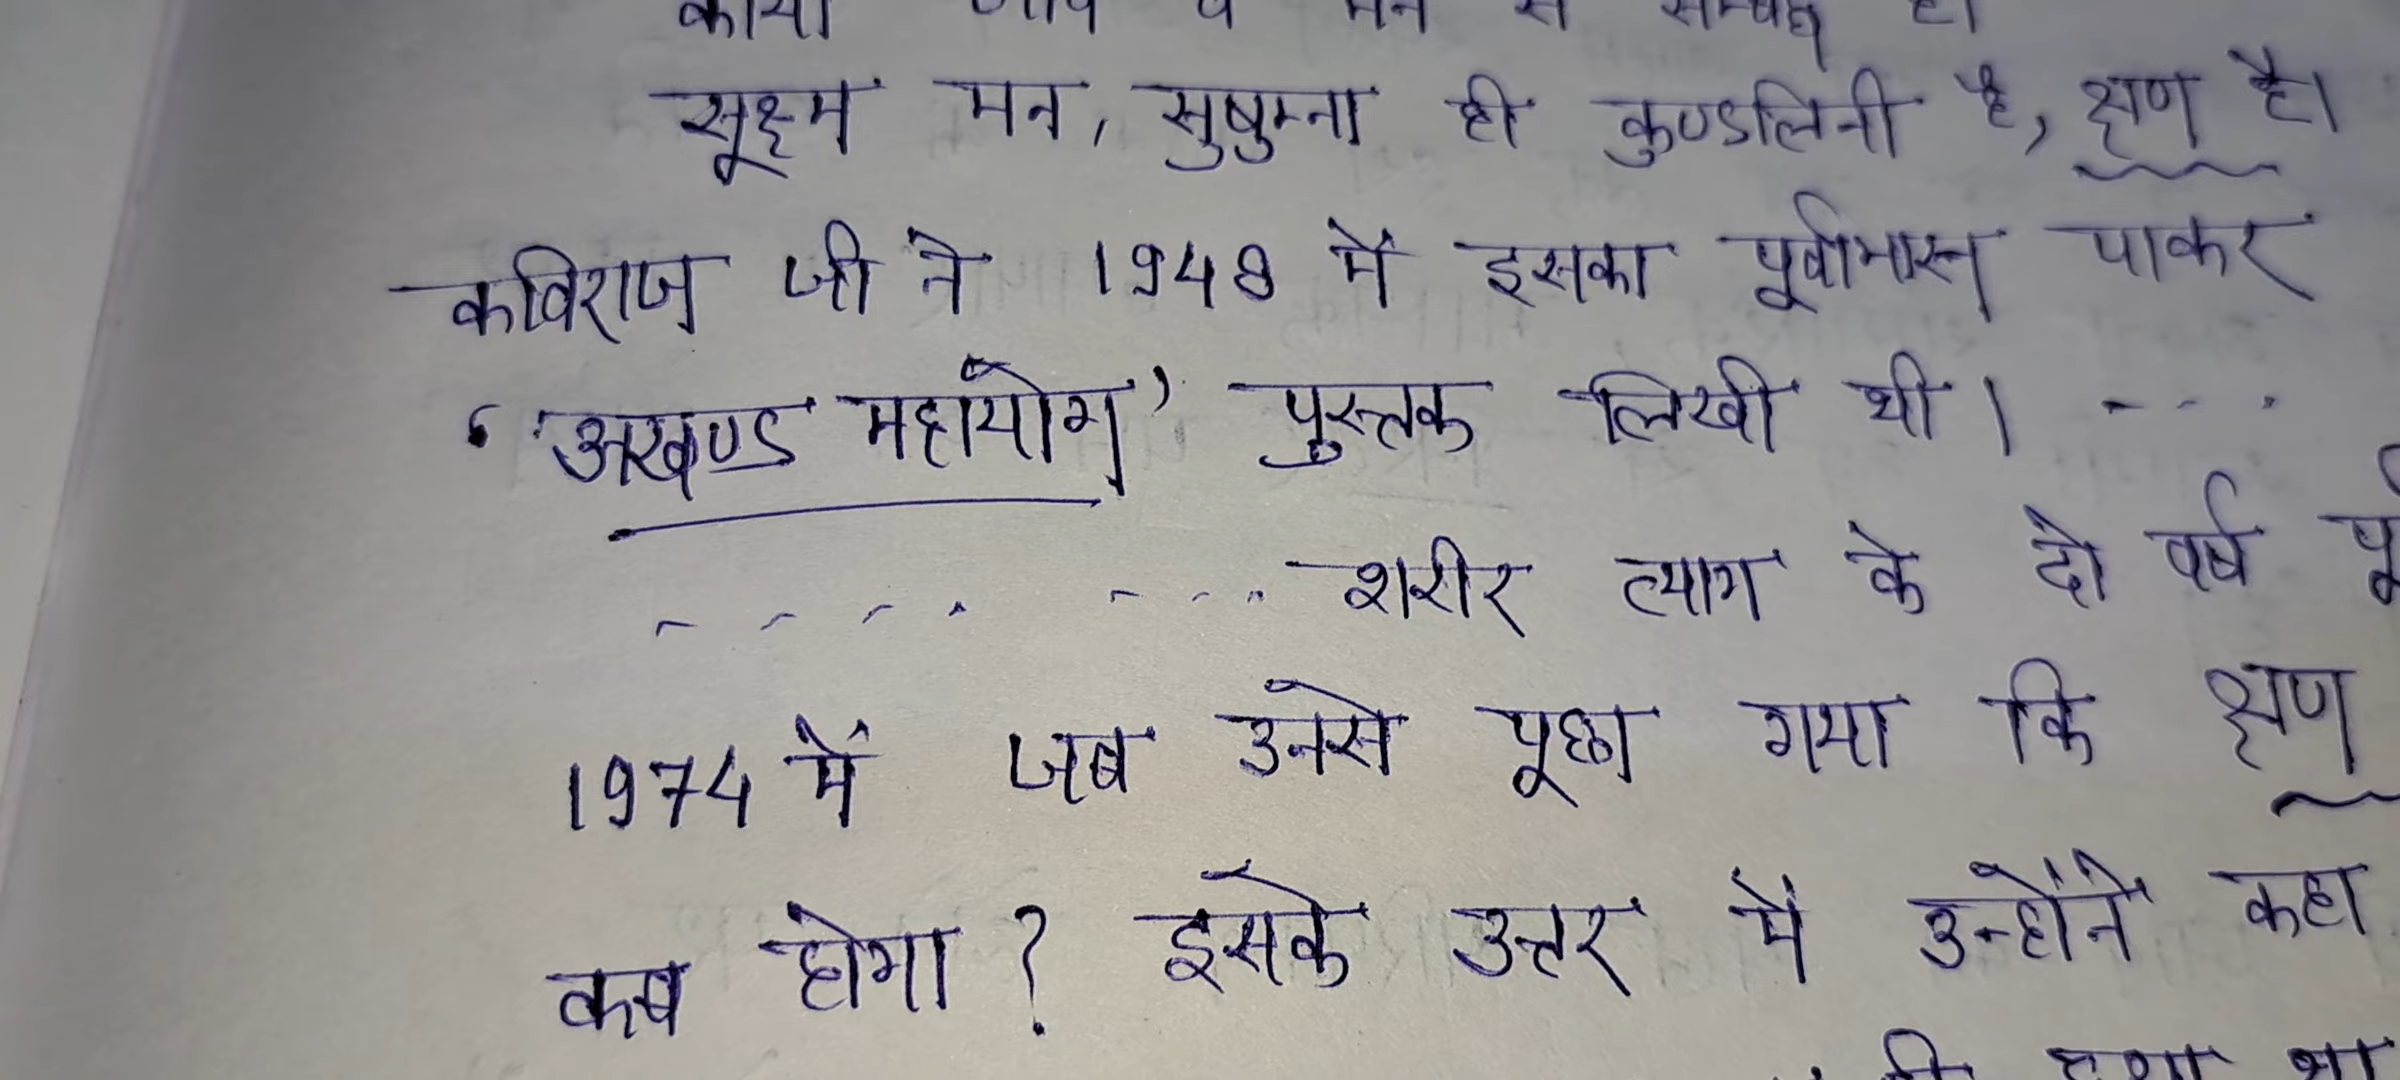 सूक्ष्म मन, सुषुम्ना ही कुण्डलिनी है, क्षण है।
कविराज जी ने 1948 में इसका पूर्वाभास पाकर
‘अखण्ड महायोग’ पुस्तक लिखी थी। ---.
---. --.. शरीर त्याग के दो वर्ष
1974 में जब उनसे पूछा गया कि क्षण
कब होगा ? इसके उत्तर में उन्होंने कहा